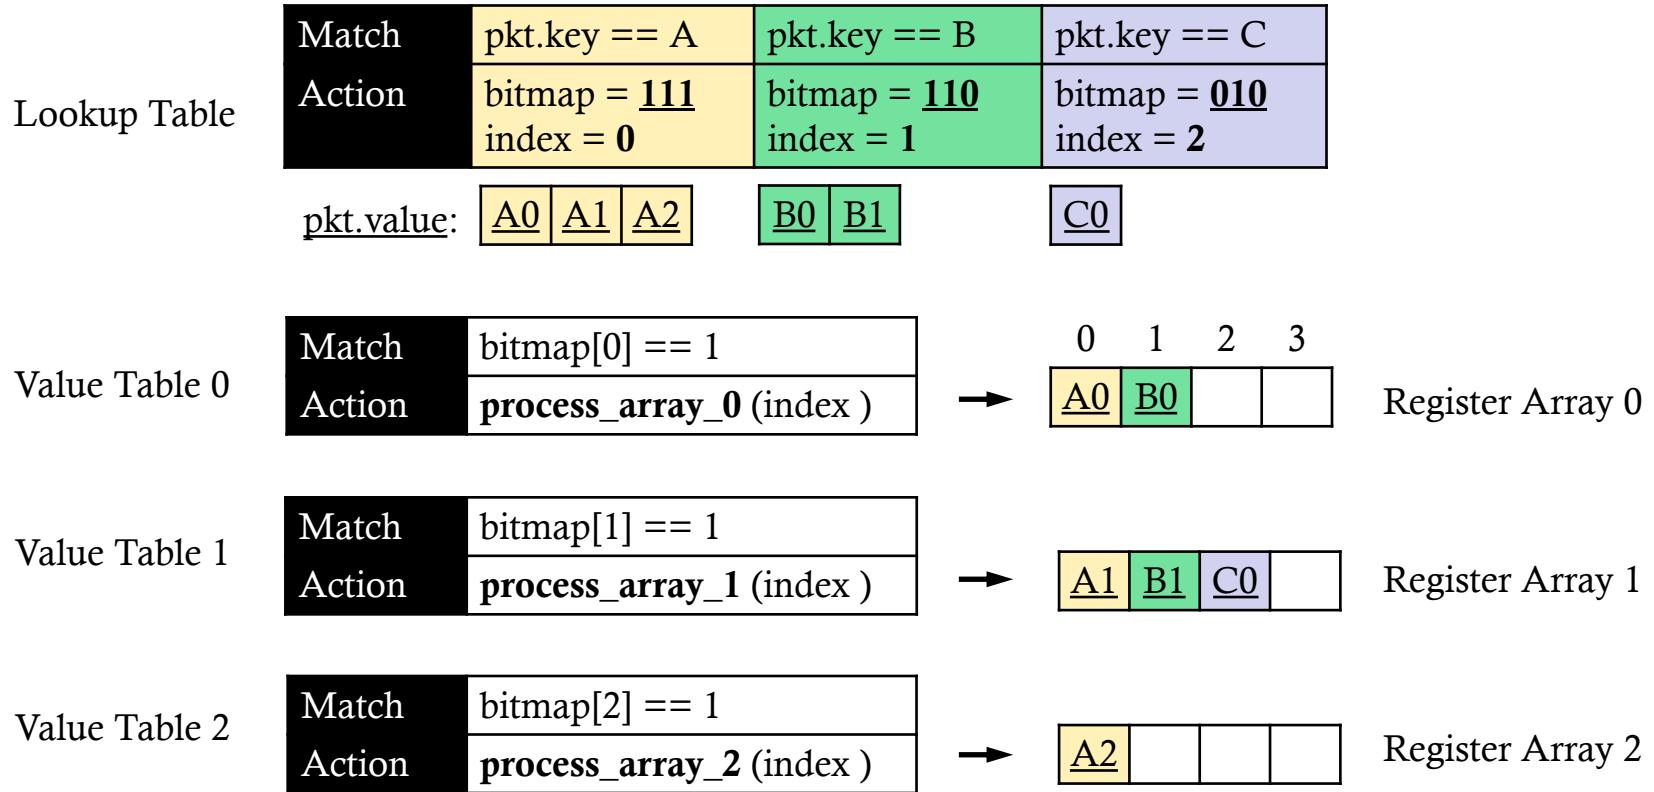 Lookup Table
Match pkt.key == A pkt.key == B pkt.key == C
Action bitmap = 111 bitmap = 110 bitmap = 010
index = 0 index = 1 index = 2
pkt.value: A0 A1 A2 B0 B1 C0
Value Table 0
Match bitmap[0] == 1
Action process_array_0 (index )
0 1 2 3
A0 B0
Register Array 0
Value Table 1
Match bitmap[1] == 1
Action process_array_1 (index )
A1 B1 C0
Register Array 1
Value Table 2
Match bitmap[2] == 1
Action process_array_2 (index )
A2
Register Array 2